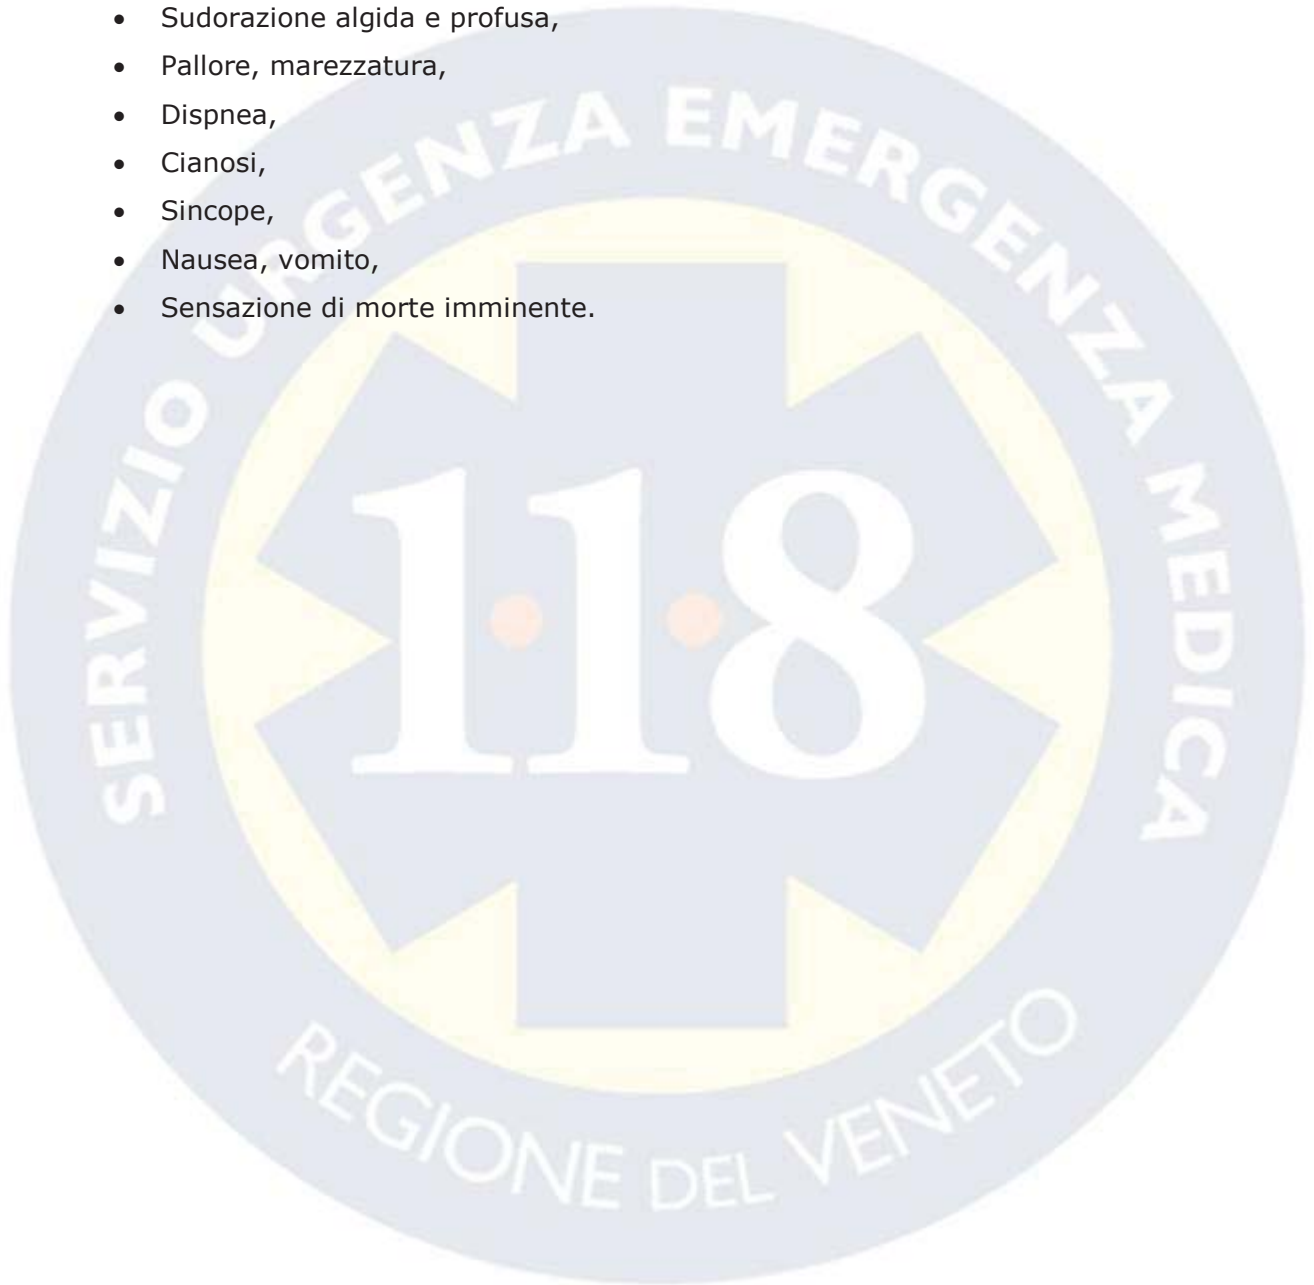 • Sudorazione algida e profusa,
• Pallore, marezzatura,
• Dispnea,
• Cianosi,
• Sincope,
• Nausea, vomito,
• Sensazione di morte imminente.
SERVIZIO URGENZA EMERGENZA MEDICA
118
REGIONE DEL VENETO